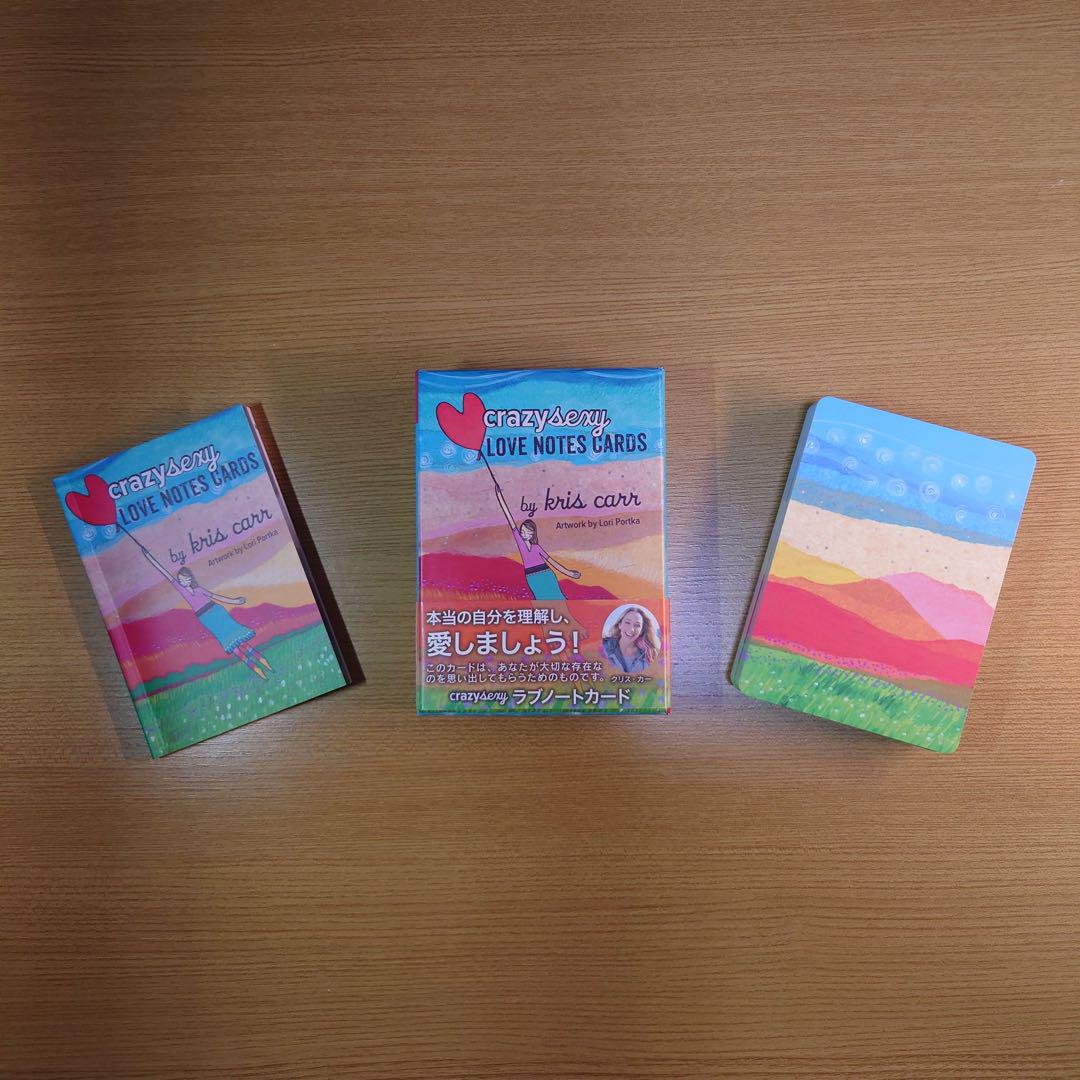 crazysexy
LOVE NOTES CARDS
by kris carr
Artwork by Lori Portka
crazysexy
LOVE NOTES CARDS
by kris carr
Artwork by Lori Portka
本当の自分を理解し、
愛しましょう!
このカードは、あなたが大切な存在な
のを思い出してもらうためのものです。
クリス・カー
crazysexy ラブノートカード